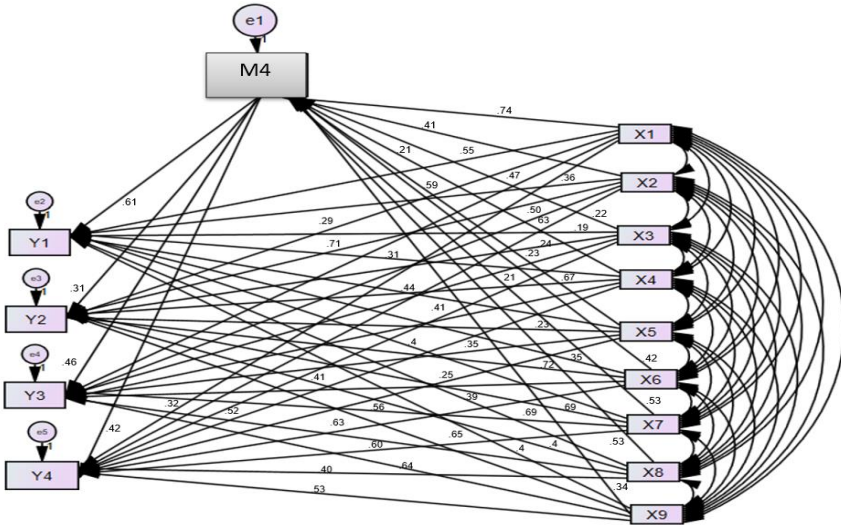 e1
1
M4
.74
X1
.41
.21
.55
.47
.36
X2
.59
.61
e2
1
.50
.63
.22
.29
.19
X3
Y1
.71
.24
.23
.31
e3
1
.21
.67
X4
.31
.44
.41
Y2
.23
X5
.4
.35
e4
1
.46
.35
.42
.72
.41
.25
X6
Y3
.39
.53
.32
.52
.56
.69
.69
X7
.42
e5
1
.63
.65
.60
.4
.4
.53
Y4
.40
.64
X8
.34
.53
X9